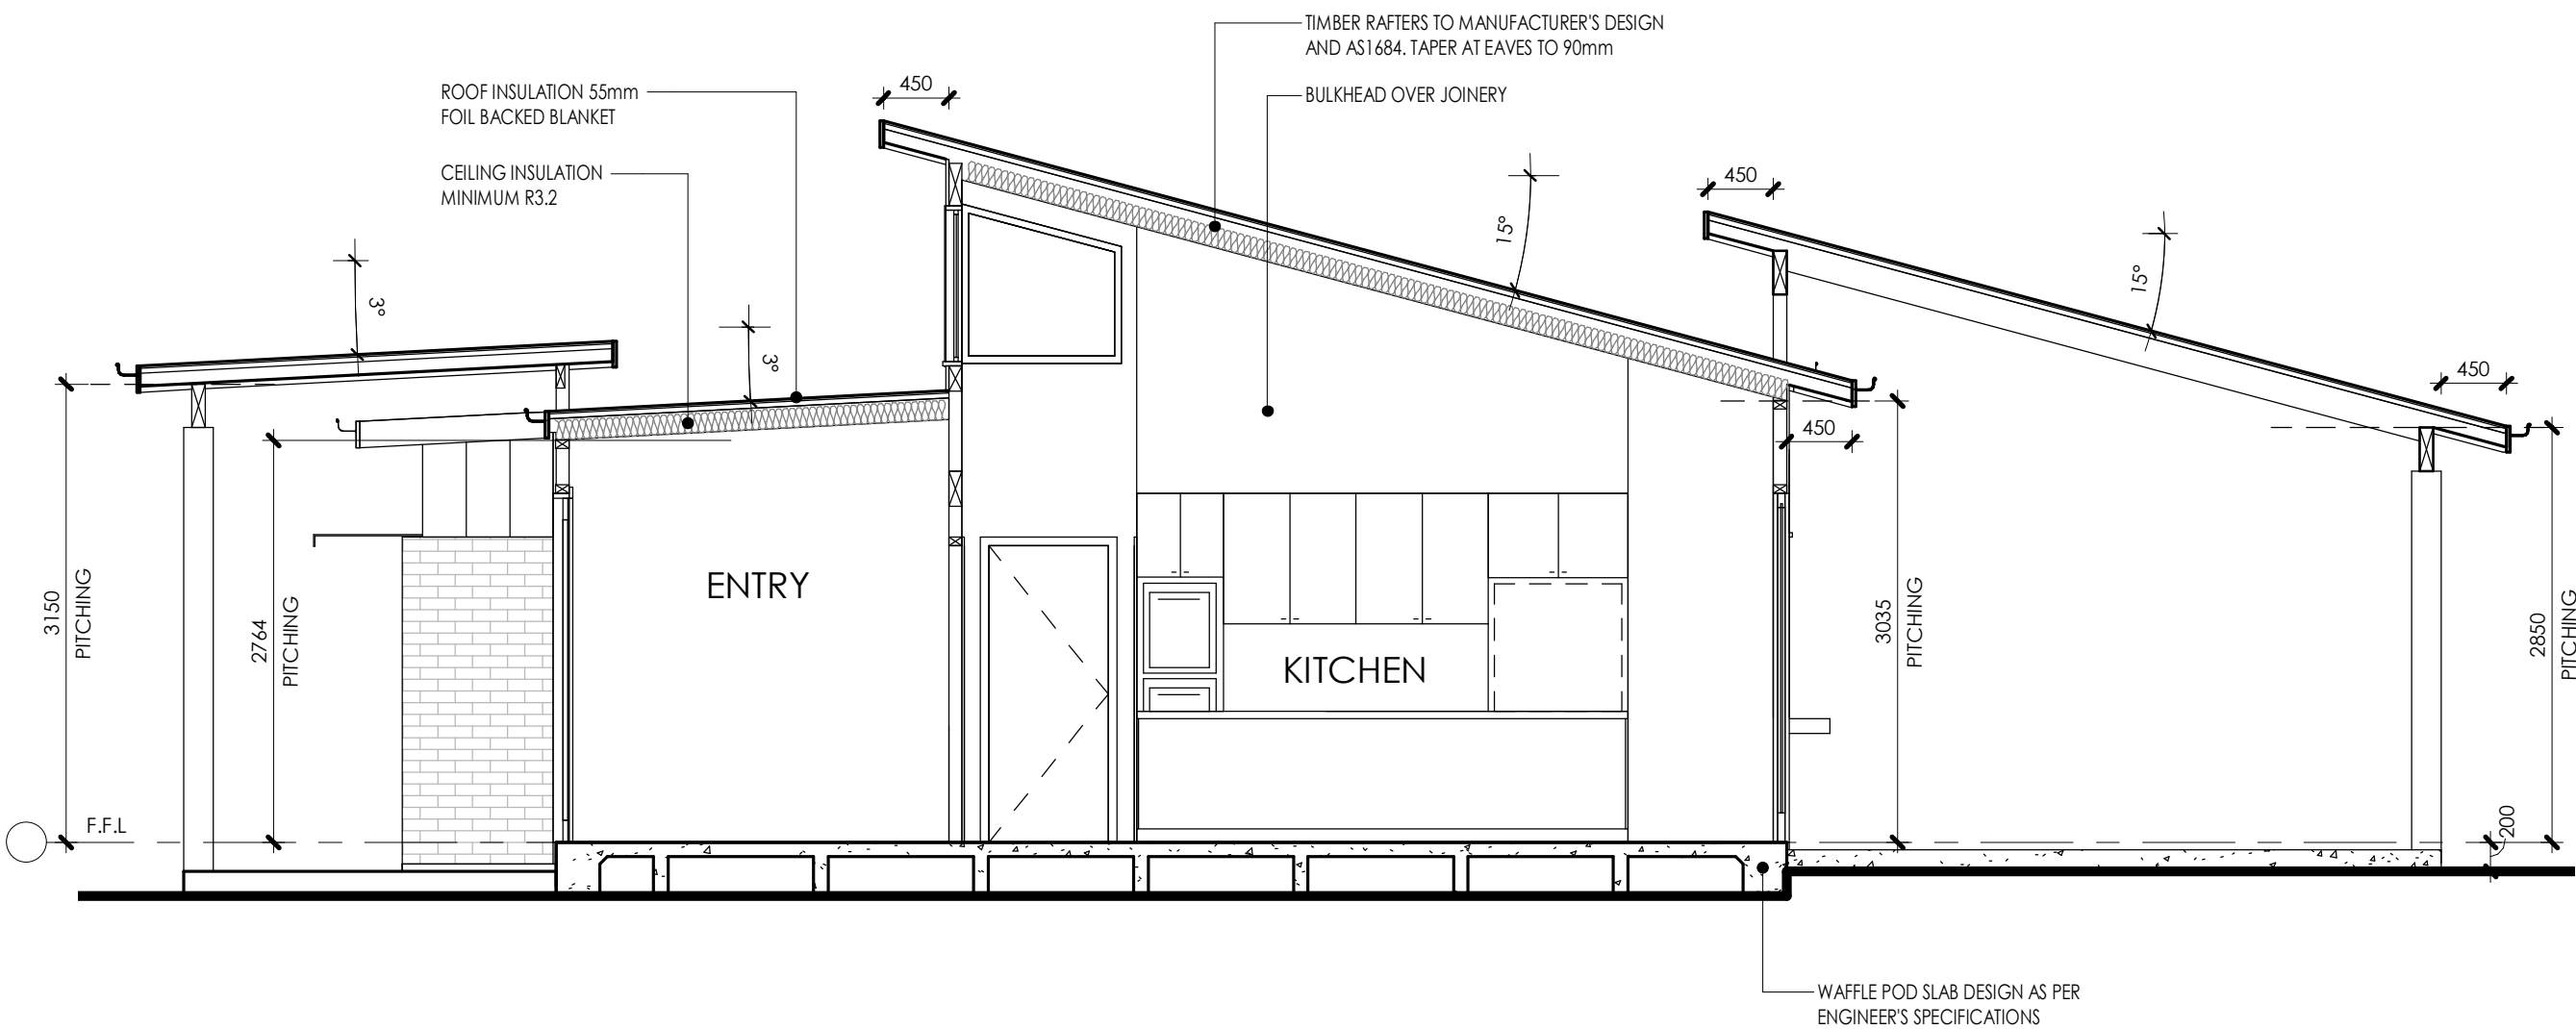 TIMBER RAFTERS TO MANUFACTURER'S DESIGN
AND AS1684. TAPER AT EAVES TO 90mm
ROOF INSULATION 55mm
FOIL BACKED BLANKET
450
BULKHEAD OVER JOINERY
CEILING INSULATION
MINIMUM R3.2
450
15°
15°
3°
3°
450
450
ENTRY
KITCHEN
3150
PITCHING
2764
PITCHING
3035
PITCHING
2850
PITCHING
F.F.L
200
WAFFLE POD SLAB DESIGN AS PER
ENGINEER'S SPECIFICATIONS